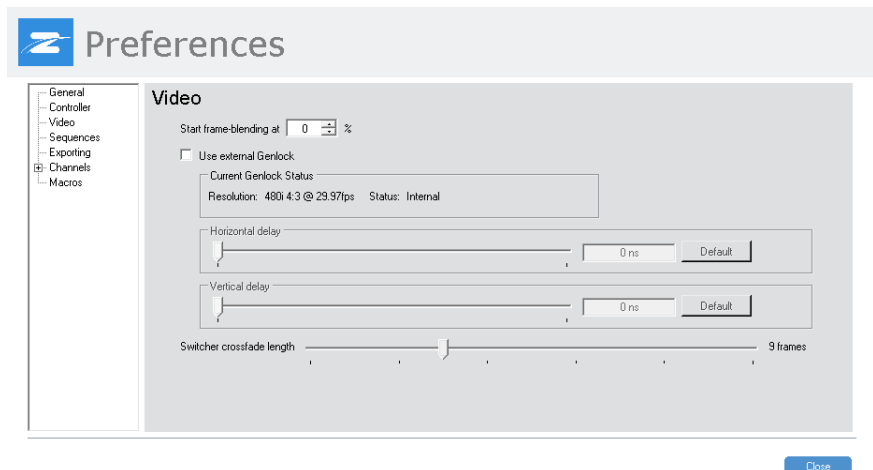 Preferences
General
Controller
Video
Sequences
Exporting
Channels
Macros
Video
Start frame-blending at 0 %
Use external Genlock
Current Genlock Status
Resolution: 480i 4:3 @ 29.97fps Status: Internal
Horizontal delay
0 ns Default
Vertical delay
0 ns Default
Switcher crossfade length 9 frames
Close